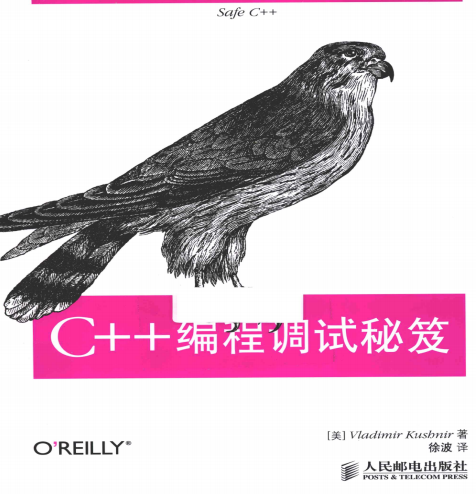 Safe C++
C++编程调试秘笈
[美] Vladimir Kushnir 著
徐波 译
O'REILLY®
人民邮电出版社
POSTS & TELECOM PRESS